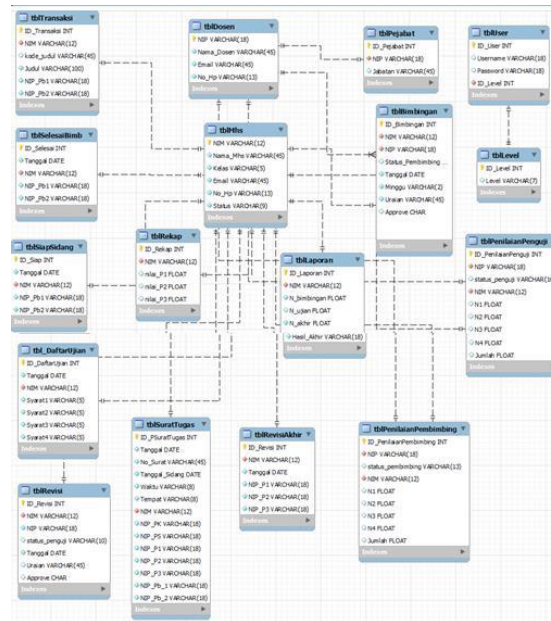 tblTransaksi
ID_Transaksi INT
NIM VARCHAR(12)
kode_judul VARCHAR(45)
Judul VARCHAR(100)
NIP_Pb1 VARCHAR(18)
NIP_Pb2 VARCHAR(18)
Indexes
tblDosen
NIP VARCHAR(18)
Nama_Dosen VARCHAR(45)
Email VARCHAR(45)
No_Hp VARCHAR(13)
Indexes
tblPejabat
ID_Pejabat INT
NIP VARCHAR(18)
Jabatan VARCHAR(45)
Indexes
tblUser
ID_User INT
Username VARCHAR(18)
Password VARCHAR(18)
ID_Level INT
Indexes
tblSelesaiBimb
ID_Selesai INT
Tanggal DATE
NIM VARCHAR(12)
NIP_Pb1 VARCHAR(18)
NIP_Pb2 VARCHAR(18)
Indexes
tblMhs
NIM VARCHAR(12)
Nama_Mhs VARCHAR(45)
Kelas VARCHAR(5)
Email VARCHAR(45)
No_Hp VARCHAR(13)
Status VARCHAR(9)
Indexes
tblBimbingan
ID_Bimbingan INT
NIM VARCHAR(12)
NIP VARCHAR(18)
Status_Pembimbing ...
Tanggal DATE
Minggu VARCHAR(2)
Uraian VARCHAR(45)
Approve CHAR
Indexes
tblLevel
ID_Level INT
Level VARCHAR(7)
Indexes
tblSiapSidang
ID_Siap INT
Tanggal DATE
NIM VARCHAR(12)
NIP_Pb1 VARCHAR(18)
NIP_Pb2 VARCHAR(18)
Indexes
tblRekap
ID_Rekap INT
NIM VARCHAR(12)
nilai_P1 FLOAT
nilai_P2 FLOAT
nilai_P3 FLOAT
Indexes
tblLaporan
ID_Laporan INT
NIM VARCHAR(12)
N_bimbingan FLOAT
N_ujian FLOAT
N_akhir FLOAT
Hasil_Akhir VARCHAR(18)
Indexes
tblPenilaianPenguji
ID_PenilaianPenguji INT
NIP VARCHAR(18)
status_penguji VARCHAR(10
NIM VARCHAR(12)
N1 FLOAT
N2 FLOAT
N3 FLOAT
N4 FLOAT
Jumlah FLOAT
Indexes
tbl_DaftarUjian
ID_DaftarUjian INT
Tanggal DATE
NIM VARCHAR(12)
Syarat1 VARCHAR(5)
Syarat2 VARCHAR(5)
Syarat3 VARCHAR(5)
Syarat4 VARCHAR(5)
Indexes
tblSuratTugas
ID_PSuratTugas INT
Tanggal DATE
No_Surat VARCHAR(45)
Tanggal_Sidang DATE
Waktu VARCHAR(8)
Tempat VARCHAR(8)
NIM VARCHAR(12)
NIP_PK VARCHAR(18)
NIP_PS VARCHAR(18)
NIP_P1 VARCHAR(18)
NIP_P2 VARCHAR(18)
NIP_P3 VARCHAR(18)
NIP_Pb_1 VARCHAR(18)
NIP_Pb_2 VARCHAR(18)
Indexes
tblRevisiAkhir
ID_Revisi INT
NIM VARCHAR(12)
Tanggal DATE
NIP_P1 VARCHAR(18)
NIP_P2 VARCHAR(18)
NIP_P3 VARCHAR(18)
Indexes
tblPenilaianPembimbing
ID_PenilaianPembimbing INT
NIP VARCHAR(18)
status_pembimbing VARCHAR(13)
NIM VARCHAR(12)
N1 FLOAT
N2 FLOAT
N3 FLOAT
N4 FLOAT
Jumlah FLOAT
Indexes
tblRevisi
ID_Revisi INT
NIM VARCHAR(12)
NIP VARCHAR(18)
status_penguji VARCHAR(10)
Tanggal DATE
Uraian VARCHAR(45)
Approve CHAR
Indexes